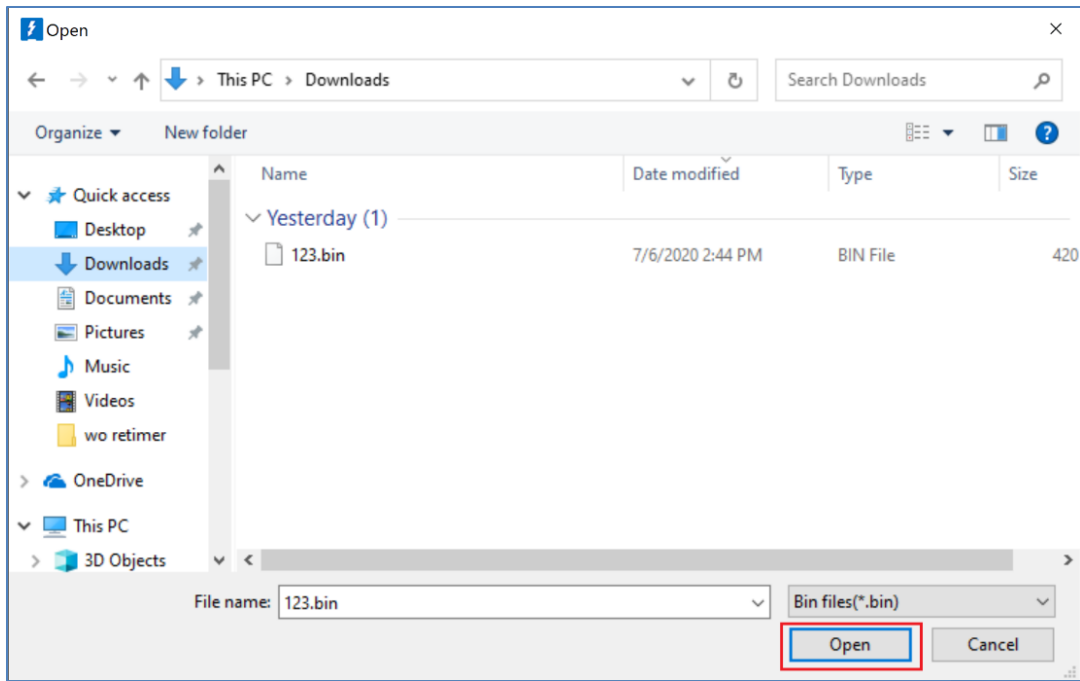 Open
This PC > Downloads
Search Downloads
Organize
New folder
?
Name
Date modified
Type
Size
Quick access
Yesterday (1)
Desktop
123.bin
7/6/2020 2:44 PM
BIN File
420
Downloads
Documents
Pictures
Music
Videos
wo retimer
OneDrive
This PC
3D Objects
File name:
123.bin
Bin files(*.bin)
Open
Cancel